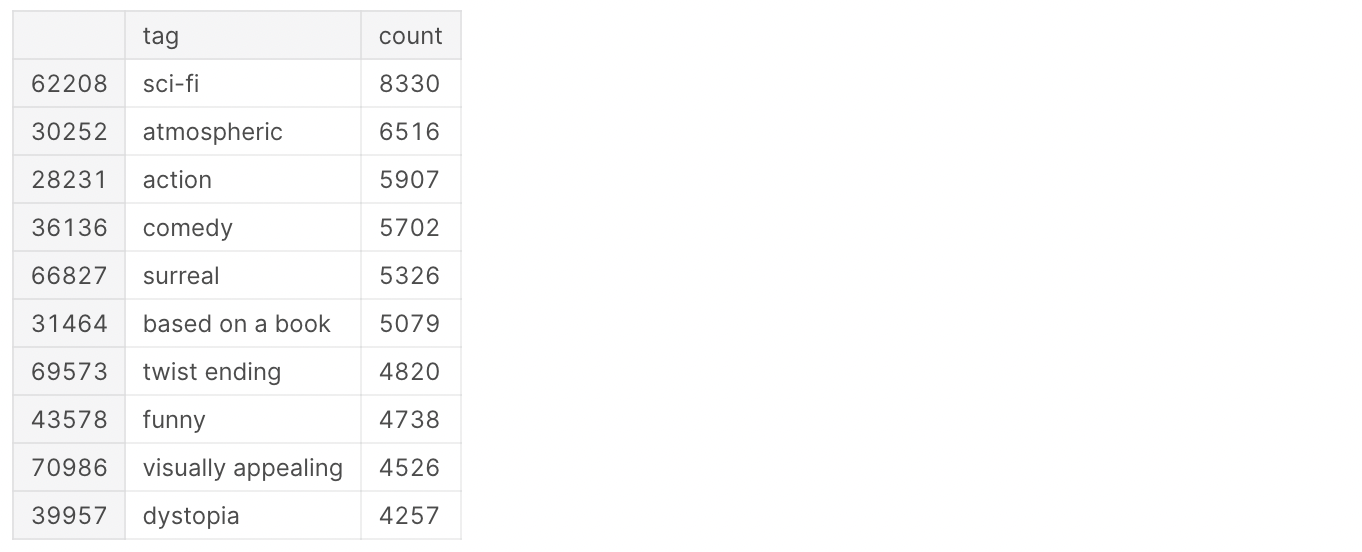 tag count
62208 sci-fi 8330
30252 atmospheric 6516
28231 action 5907
36136 comedy 5702
66827 surreal 5326
31464 based on a book 5079
69573 twist ending 4820
43578 funny 4738
70986 visually appealing 4526
39957 dystopia 4257